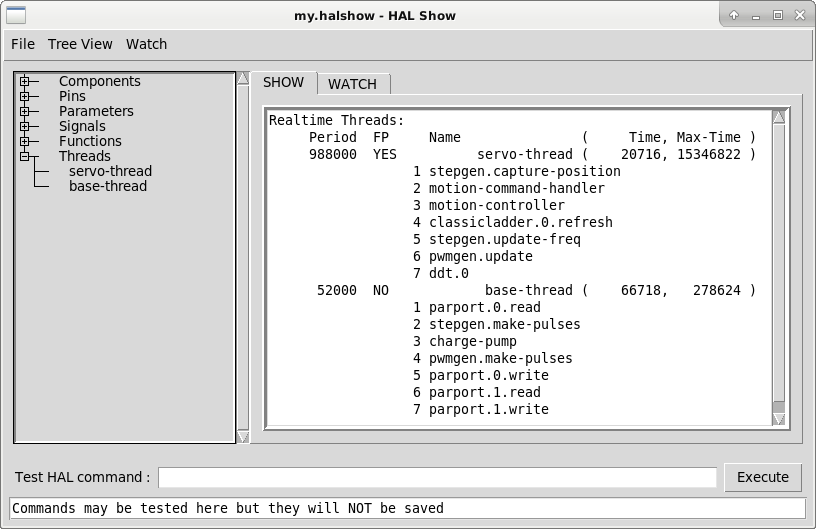 my.halshow - HAL Show
File Tree View Watch
Components
Pins
Parameters
Signals
Functions
Threads
servo-thread
base-thread
SHOW WATCH
Realtime Threads:
Period FP Name ( Time, Max-Time )
988000 YES servo-thread ( 20716, 15346822 )
1 stepgen.capture-position
2 motion-command-handler
3 motion-controller
4 classicladder.0.refresh
5 stepgen.update-freq
6 pwmgen.update
7 ddt.0
52000 NO base-thread ( 66718, 278624 )
1 parport.0.read
2 stepgen.make-pulses
3 charge-pump
4 pwmgen.make-pulses
5 parport.0.write
6 parport.1.read
7 parport.1.write
Test HAL command :
Execute
Commands may be tested here but they will NOT be saved